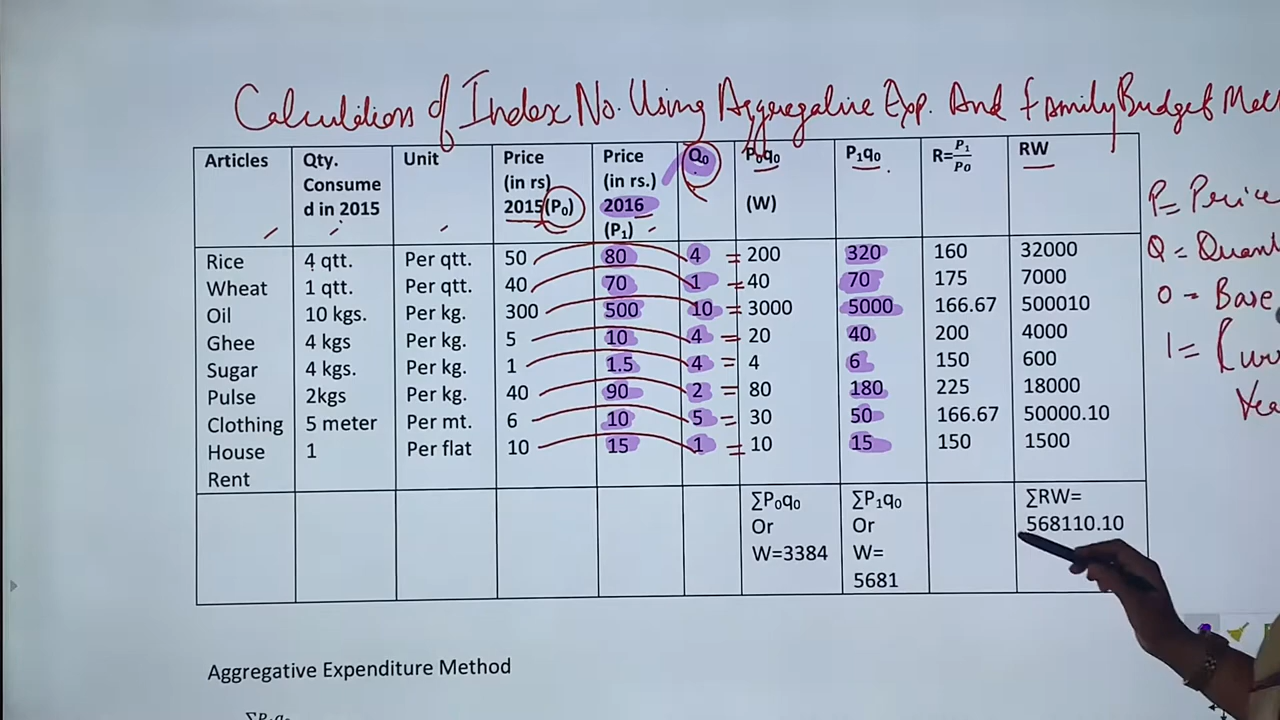 Calculation of Index No. Using Aggregative Exp. And Family Budget
Articles Qty. Consume d in 2015 Unit Price (in rs) 2015(P₀) Price (in rs.) 2016 (P₁) Q₀ P₀q₀ (W) P₁q₀ R=P₁/P₀ RW
Rice 4 qtt. Per qtt. 50 80 4 = 200 320 160 32000
Wheat 1 qtt. Per qtt. 40 70 1 = 40 70 175 7000
Oil 10 kgs. Per kg. 300 500 10 = 3000 5000 166.67 500010
Ghee 4 kgs Per kg. 5 10 4 = 20 40 200 4000
Sugar 4 kgs. Per kg. 1 1.5 4 = 4 6 150 600
Pulse 2kgs Per kg. 40 90 2 = 80 180 225 18000
Clothing 5 meter Per mt. 6 10 5 = 30 50 166.67 50000.10
House Rent 1 Per flat 10 15 1 = 10 15 150 1500
∑P₀q₀ Or W=3384 ∑P₁q₀ Or W= 5681 ∑RW= 568110.10
P= Price
Q = Quant
0 - Base
1 =
Yea
Aggregative Expenditure Method